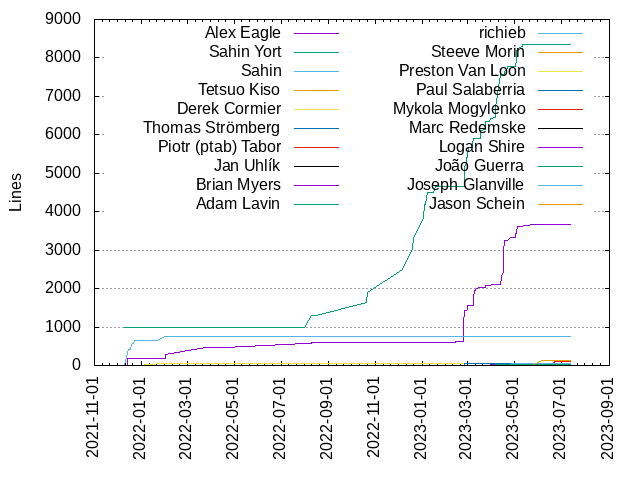 9000
8000
7000
6000
5000
4000
3000
2000
1000
0
Lines
Alex Eagle
Sahin Yort
Sahin
Tetsuo Kiso
Derek Cormier
Thomas Strömberg
Piotr (ptab) Tabor
Jan Uhlík
Brian Myers
Adam Lavin
richieb
Steeve Morin
Preston Van Loon
Paul Salaberria
Mykola Mogylenko
Marc Redemske
Logan Shire
João Guerra
Joseph Glanville
Jason Schein
2021-11-01
2022-01-01
2022-03-01
2022-05-01
2022-07-01
2022-09-01
2022-11-01
2023-01-01
2023-03-01
2023-05-01
2023-07-01
2023-09-01